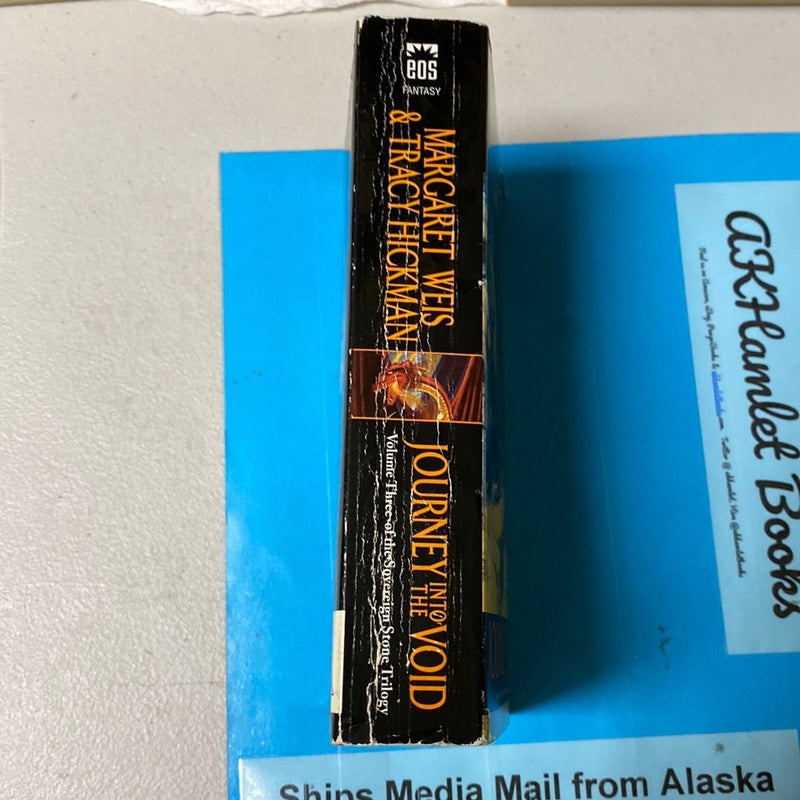 eos
FANTASY
MARGARET WEIS
& TRACY HICKMAN
JOURNEY INTO THE VOID
Volume Three of the Sovereign Stone Trilogy
AKHamlet Books
Ships Media Mail from Alaska